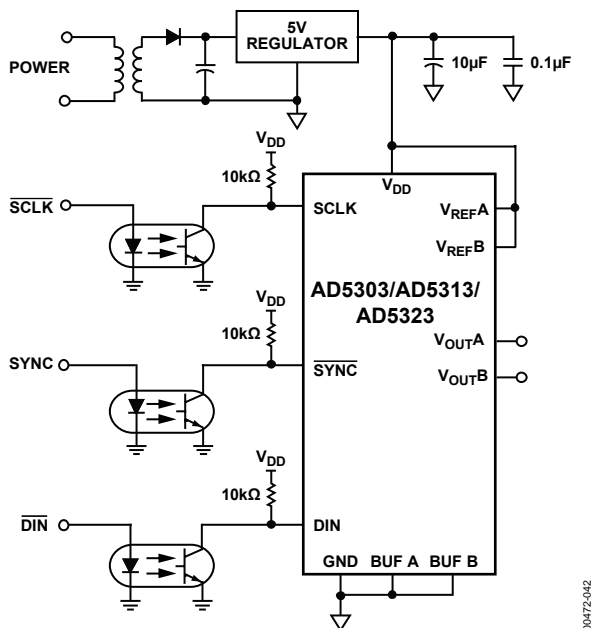 5V
REGULATOR
POWER
10µF
0.1µF
VDD
10kΩ
VDD
SCLK
SCLK
VREFA
VREFB
AD5303/AD5313/
AD5323
VDD
10kΩ
VOUTA
SYNC
SYNC
VOUTB
VDD
10kΩ
DIN
DIN
GND BUF A BUF B
00472-042